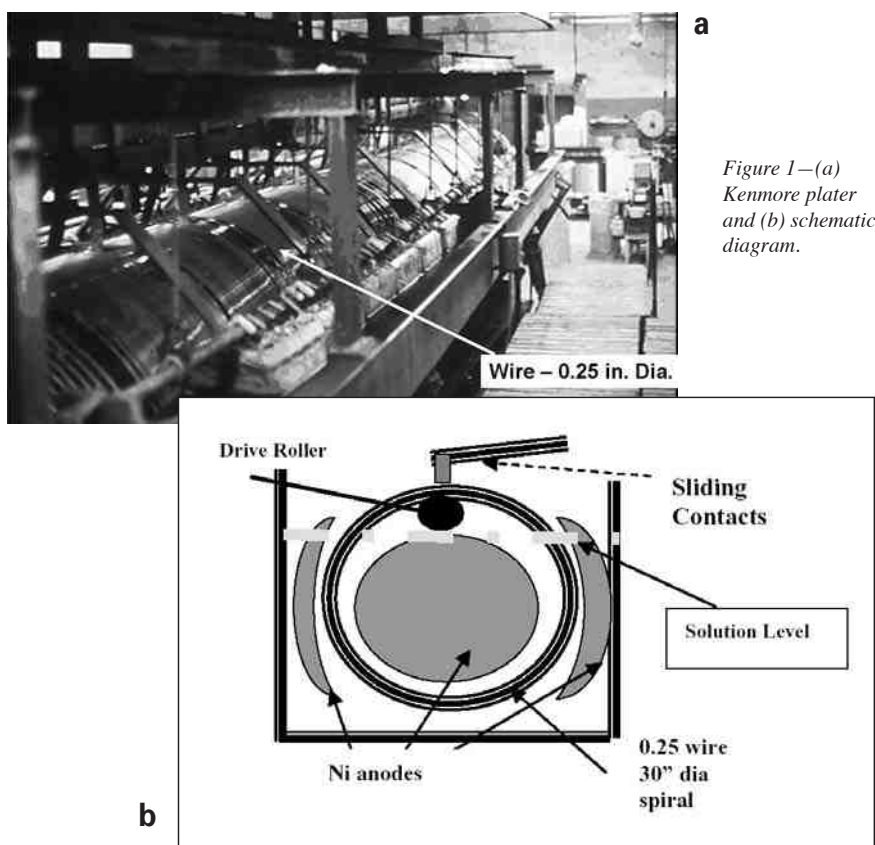 a
Figure 1—(a)
Kenmore plater
and (b) schematic
diagram.
Wire – 0.25 in. Dia.
Drive Roller
Sliding
Contacts
Solution Level
Ni anodes
0.25 wire
30" dia
spiral
b